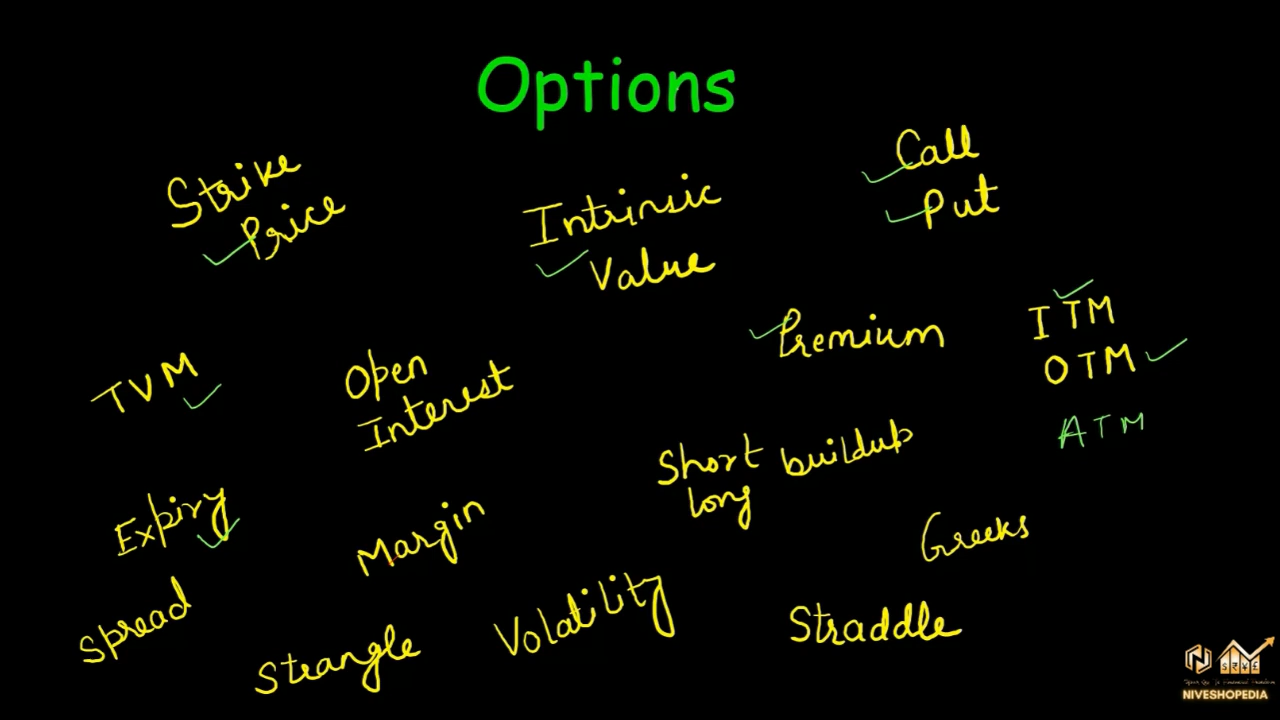 Options
Strike
Price
Intrinsic
Value
Call
Put
Premium
ITM
OTM
ATM
TVM
Open
Interest
Short buildup
long
Expiry
Margin
Greeks
Spread
Strangle
Volatility
Straddle
NIVESHOPEDIA